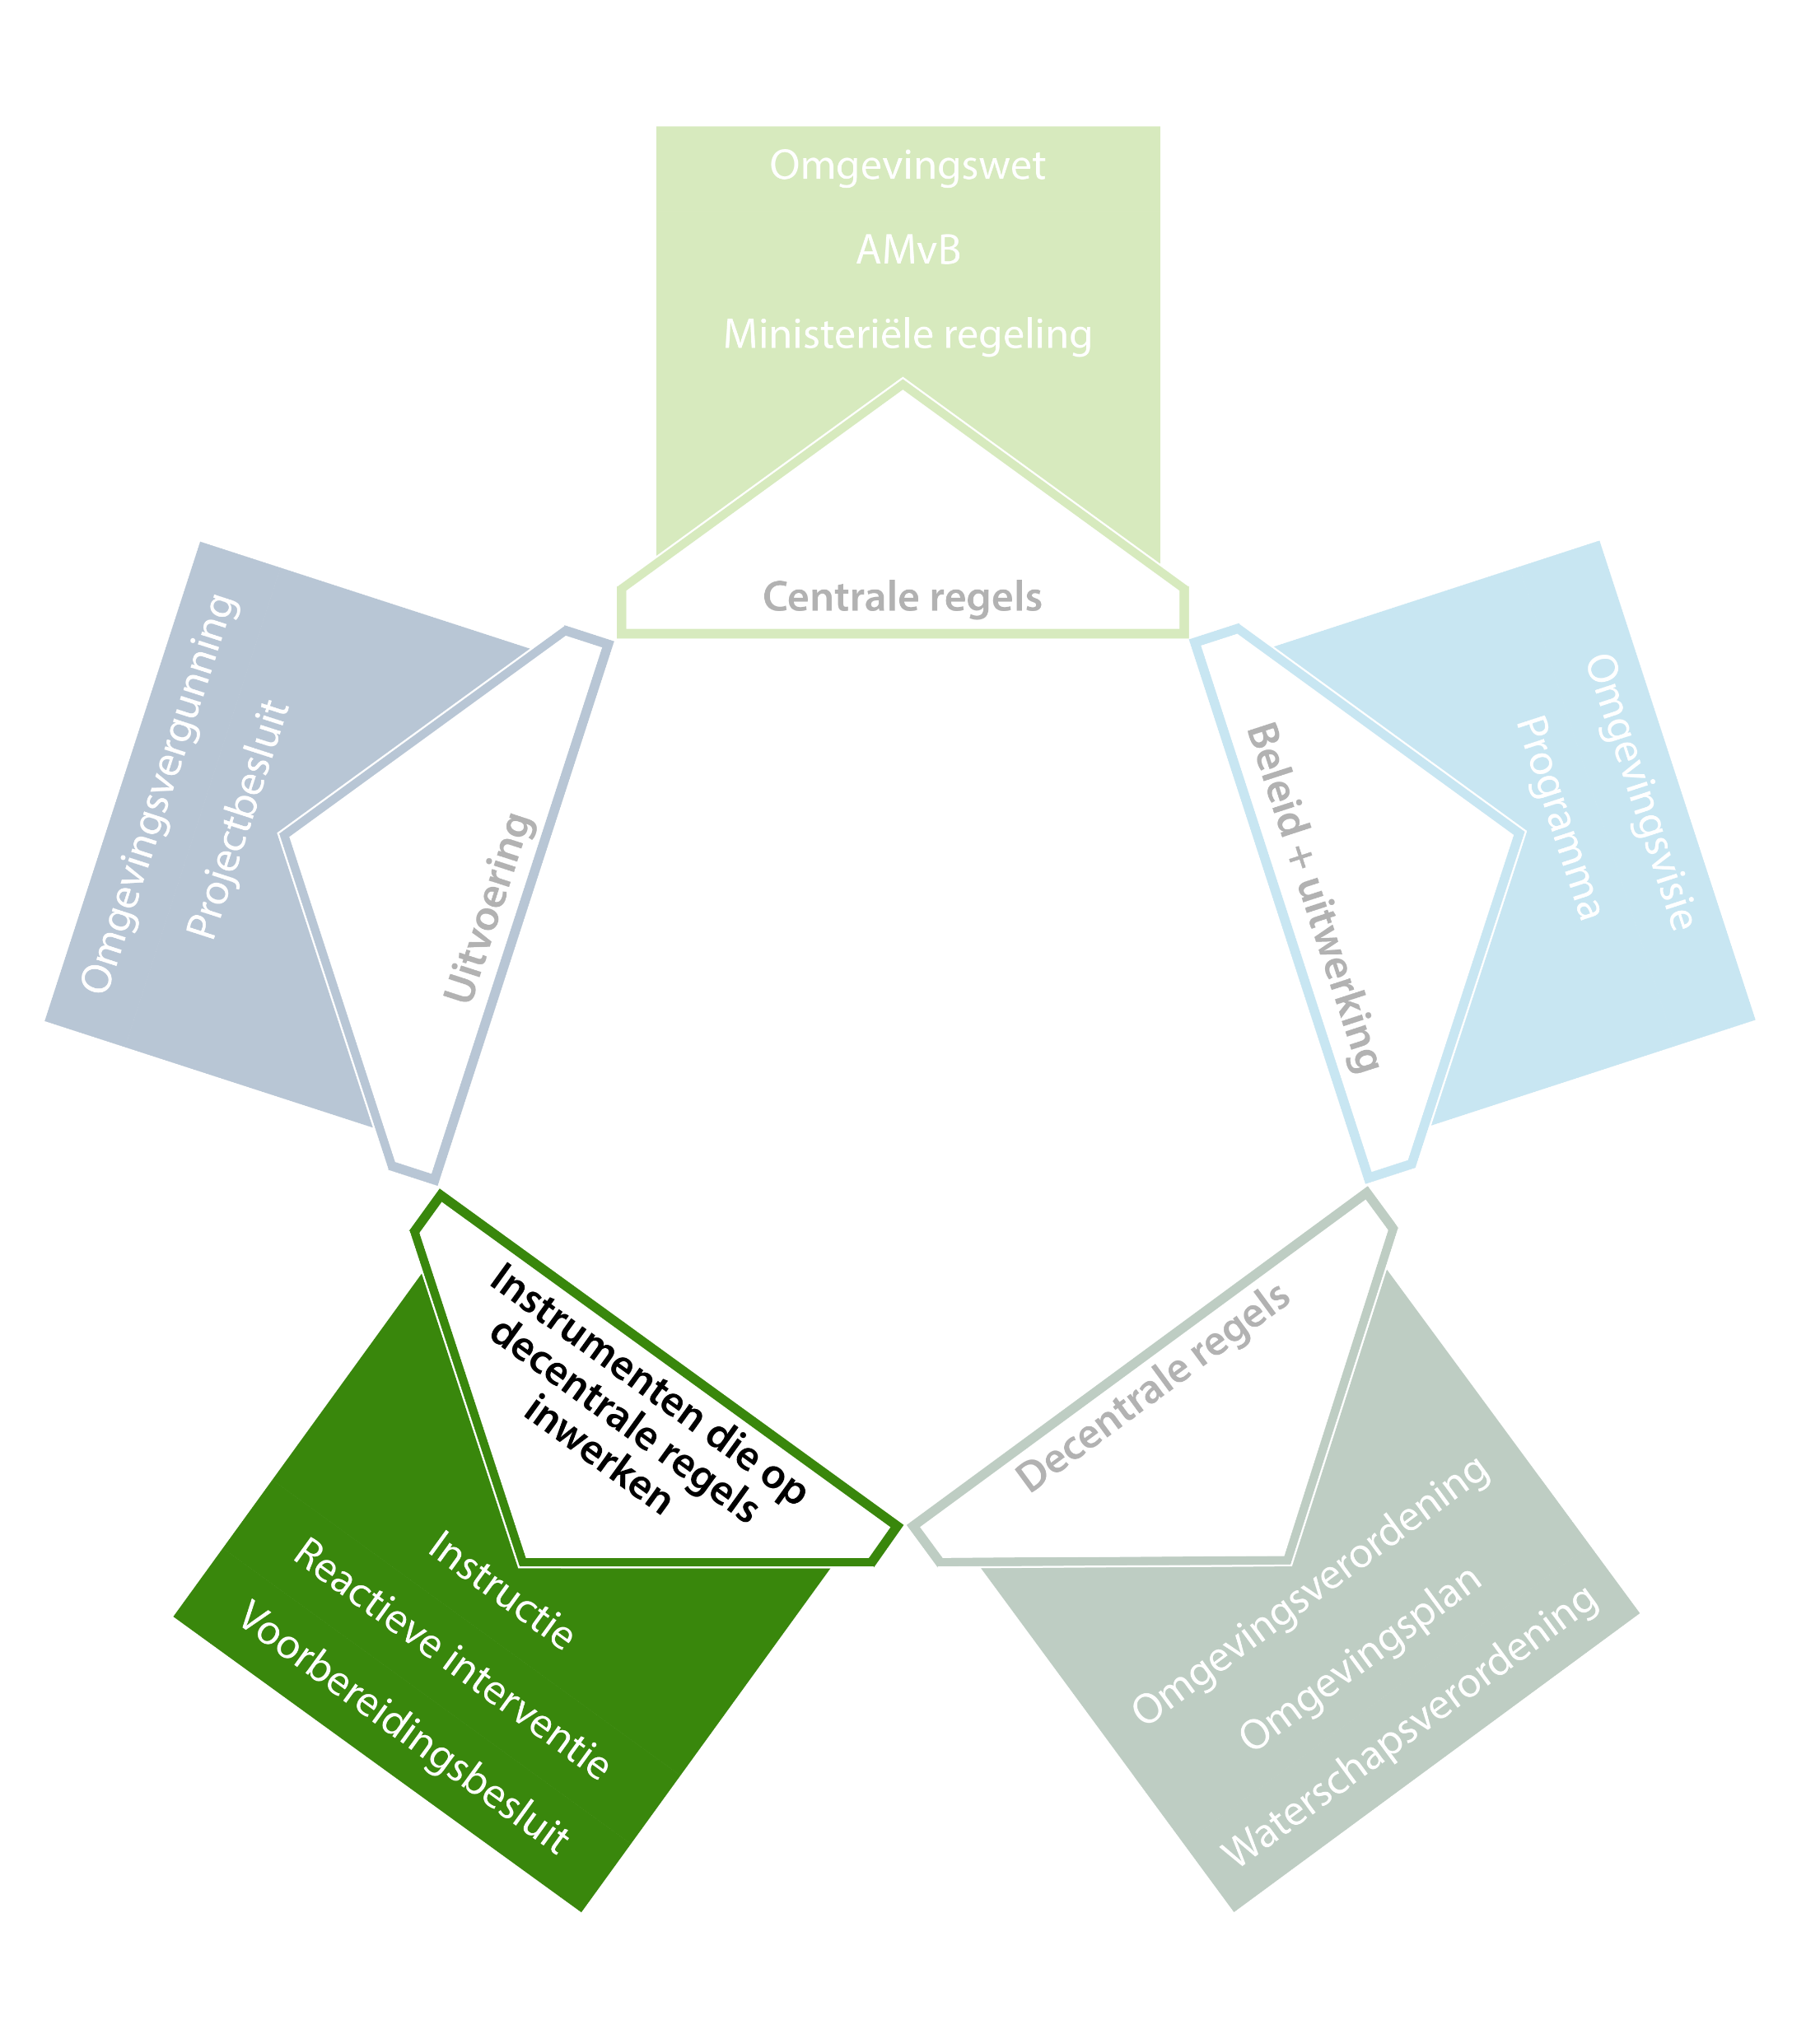 Omgevingswet
AMvB
Ministeriële regeling
Centrale regels
Omgevingsvisie
Programma
Beleid + uitwerking
Decentrale regels
Omgevingsverordening
Omgevingsplan
Waterschapsverordening
Instrumenten die op
decentrale regels
inwerken
Instructie
Reactieve interventie
Voorbereidingsbesluit
Omgevingsvergunning
Projectbesluit
Uitvoering